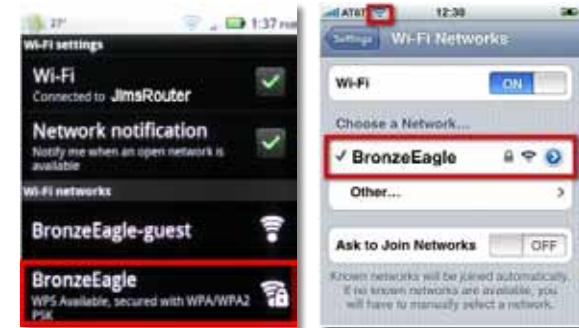 27°
1:37 PM
Wi-Fi settings
Wi-Fi
Connected to JimsRouter
Network notification
Notify me when an open network is
available
Wi-Fi networks
BronzeEagle-guest
BronzeEagle
WPS Available, secured with WPA/WPA2
PSK
AT&T
12:30
Settings
Wi-Fi Networks
Wi-Fi
ON
Choose a Network...
✓ BronzeEagle
Other...
Ask to Join Networks
OFF
Known networks will be joined automatically.
If no known networks are available, you
will have to manually select a network.